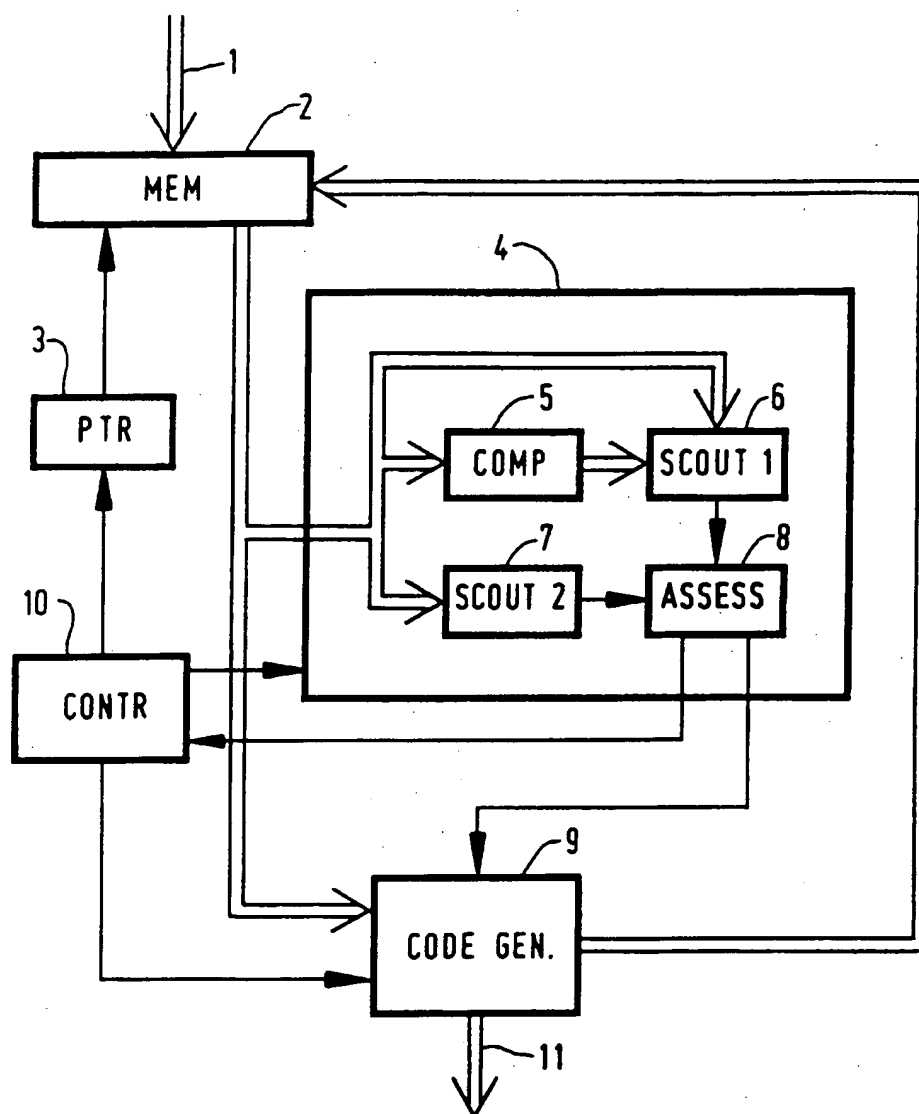 1
2
MEM
4
3
PTR
5
6
COMP
SCOUT 1
7
8
SCOUT 2
ASSESS
10
CONTR
9
CODE GEN.
11